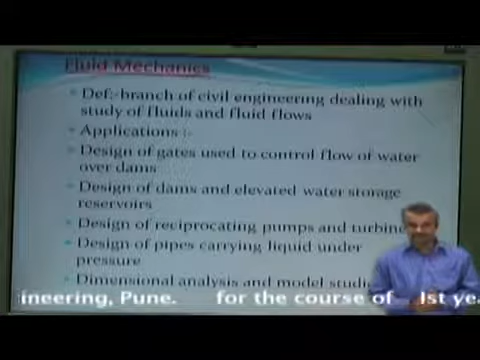 Fluid Mechanics
Def:-branch of civil engineering dealing with
study of fluids and fluid flows
Applications :-
Design of gates used to control flow of water
over dams
Design of dams and elevated water storage
reservoirs
Design of reciprocating pumps and turbine
Design of pipes carrying liquid under
pressure
Dimensional analysis and model studi
ineering, Pune. for the course of Ist ye